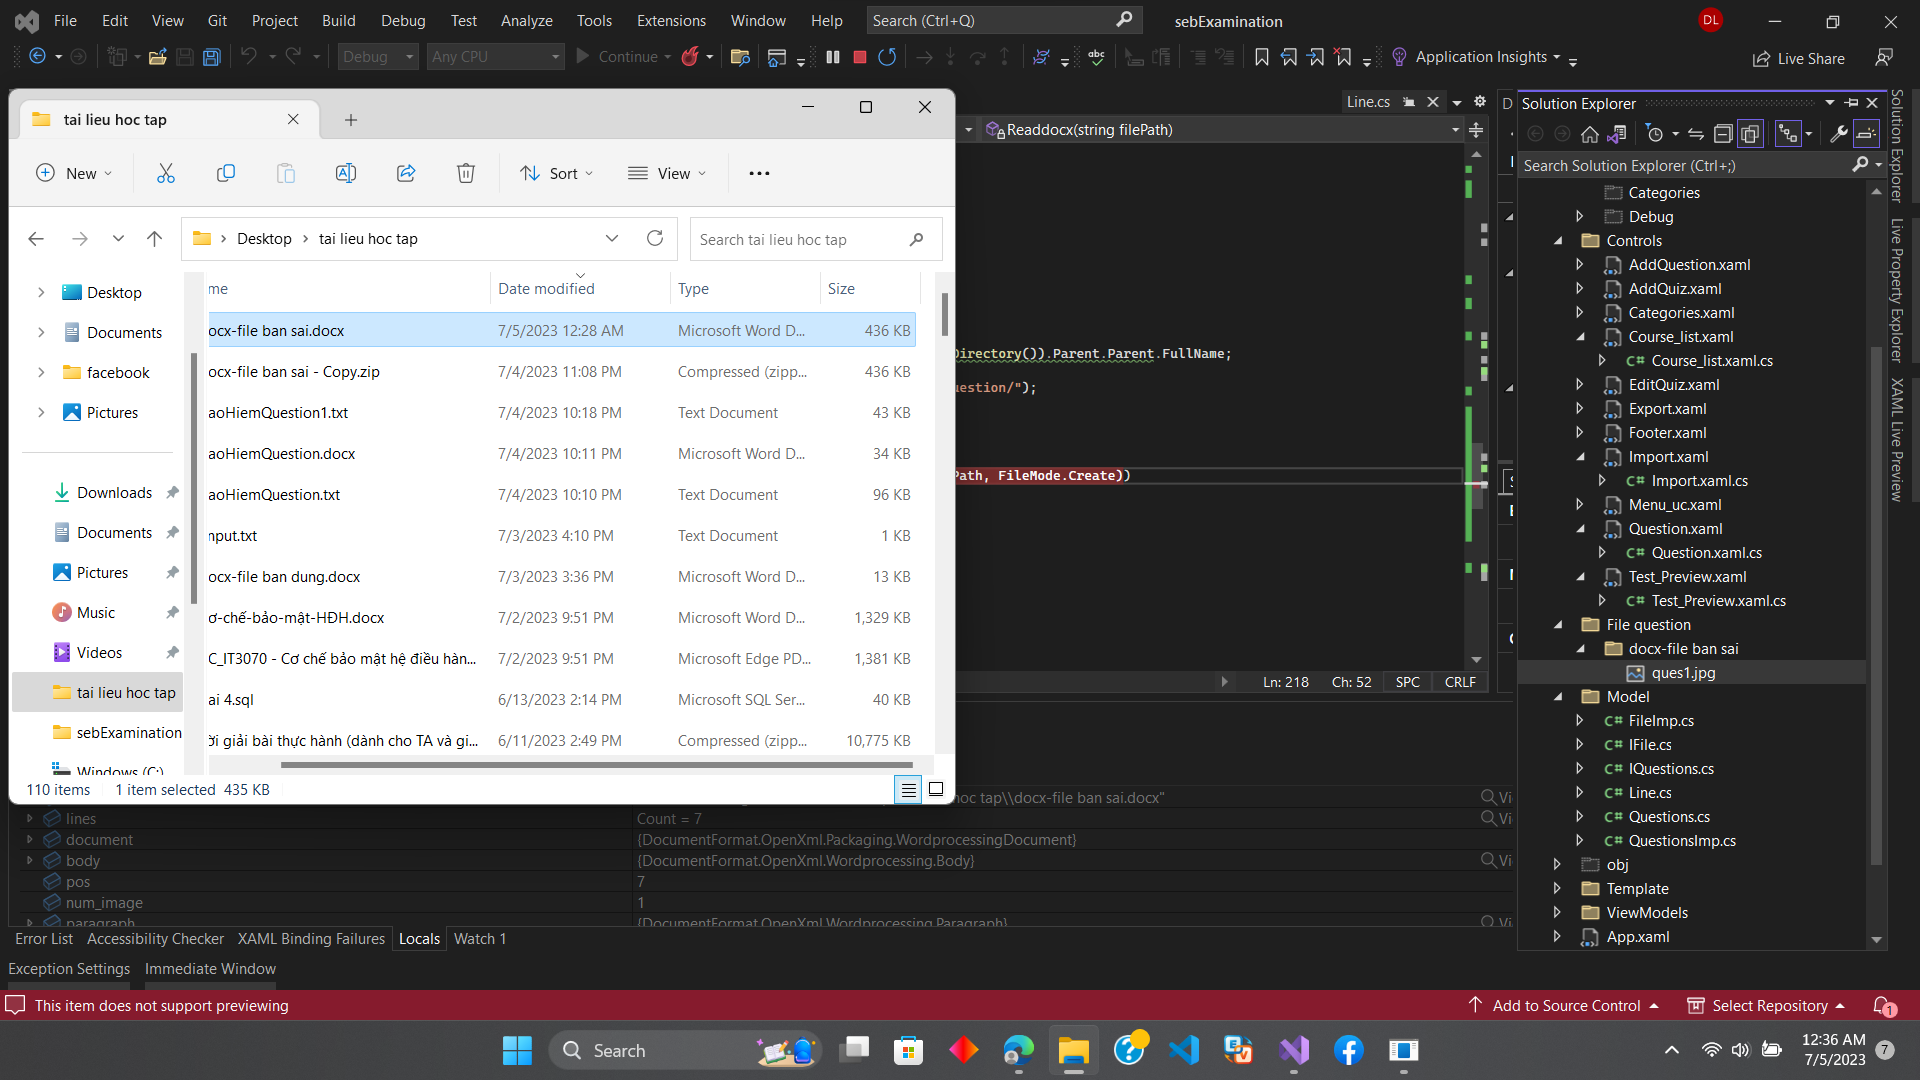 File Edit View Git Project Build Debug Test Analyze Tools Extensions Window Help Search (Ctrl+Q) sebExamination DL
Debug Any CPU Continue Application Insights Live Share
tai lieu hoc tap
New Sort View
Desktop tai lieu hoc tap Search tai lieu hoc tap
Desktop
Documents
facebook
Pictures
Downloads
Documents
Pictures
Music
Videos
tai lieu hoc tap
sebExamination
Windows (C:)
me Date modified Type Size
ocx-file ban sai.docx 7/5/2023 12:28 AM Microsoft Word D... 436 KB
ocx-file ban sai - Copy.zip 7/4/2023 11:08 PM Compressed (zipp... 436 KB
aoHiemQuestion1.txt 7/4/2023 10:18 PM Text Document 43 KB
aoHiemQuestion.docx 7/4/2023 10:11 PM Microsoft Word D... 34 KB
aoHiemQuestion.txt 7/4/2023 10:10 PM Text Document 96 KB
nput.txt 7/3/2023 4:10 PM Text Document 1 KB
ocx-file ban dung.docx 7/3/2023 3:36 PM Microsoft Word D... 13 KB
ơ-chế-bảo-mật-HĐH.docx 7/2/2023 9:51 PM Microsoft Word D... 1,329 KB
C_IT3070 - Cơ chế bảo mật hệ điều hàn... 7/2/2023 9:51 PM Microsoft Edge PD... 1,381 KB
ai 4.sql 6/13/2023 2:14 PM Microsoft SQL Ser... 40 KB
ời giải bài thực hành (dành cho TA và gi... 6/11/2023 2:49 PM Compressed (zipp... 10,775 KB
110 items 1 item selected 435 KB
Line.cs
Readdocx(string filePath)
Directory()).Parent.Parent.FullName;
uestion/");
Path, FileMode.Create))
Ln: 218 Ch: 52 SPC CRLF
hoc tap\\docx-file ban sai.docx" Vi
lines Count = 7 Vi
document {DocumentFormat.OpenXml.Packaging.WordprocessingDocument}
body {DocumentFormat.OpenXml.Wordprocessing.Body} Vi
pos 7
num_image 1
paragraph {DocumentFormat.OpenXml.Wordprocessing.Paragraph} Vi
Error List Accessibility Checker XAML Binding Failures Locals Watch 1
Exception Settings Immediate Window
Solution Explorer
Search Solution Explorer (Ctrl+;)
Categories
Debug
Controls
AddQuestion.xaml
AddQuiz.xaml
Categories.xaml
Course_list.xaml
C# Course_list.xaml.cs
EditQuiz.xaml
Export.xaml
Footer.xaml
Import.xaml
C# Import.xaml.cs
Menu_uc.xaml
Question.xaml
C# Question.xaml.cs
Test_Preview.xaml
C# Test_Preview.xaml.cs
File question
docx-file ban sai
ques1.jpg
Model
C# FileImp.cs
C# IFile.cs
C# IQuestions.cs
C# Line.cs
C# Questions.cs
C# QuestionsImp.cs
obj
Template
ViewModels
App.xaml
Solution Explorer
Live Property Explorer
XAML Live Preview
This item does not support previewing Add to Source Control Select Repository 1
Search 12:36 AM
7/5/2023 7